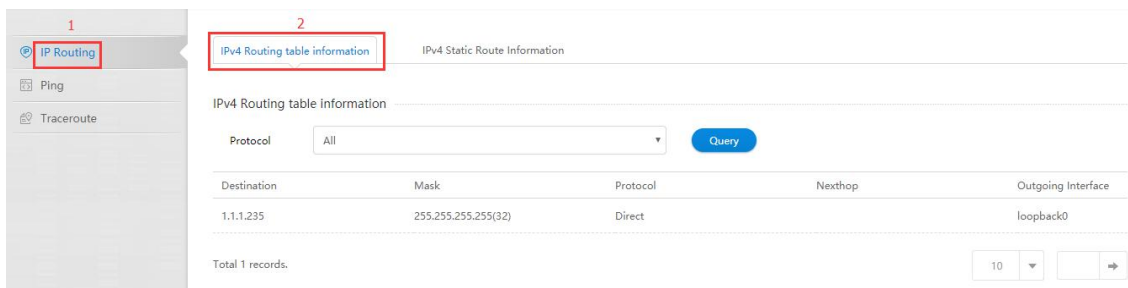 1
IP Routing
Ping
Traceroute
2
IPv4 Routing table information
IPv4 Static Route Information
IPv4 Routing table information
Protocol All Query
Destination Mask Protocol Nexthop Outgoing Interface
1.1.1.235 255.255.255.255(32) Direct loopback0
Total 1 records.
10